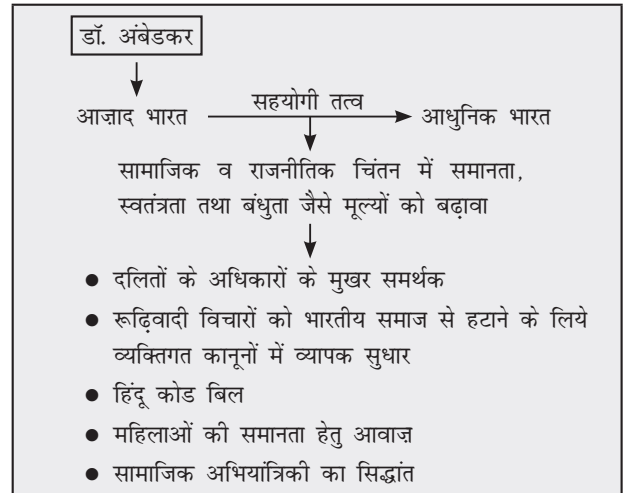 डॉ. अंबेडकर
सहयोगी तत्व
आज़ाद भारत
आधुनिक भारत
सामाजिक व राजनीतिक चिंतन में समानता,
स्वतंत्रता तथा बंधुता जैसे मूल्यों को बढ़ावा
● दलितों के अधिकारों के मुखर समर्थक
● रूढ़िवादी विचारों को भारतीय समाज से हटाने के लिये
व्यक्तिगत कानूनों में व्यापक सुधार
● हिंदू कोड बिल
● महिलाओं की समानता हेतु आवाज़
● सामाजिक अभियांत्रिकी का सिद्धांत